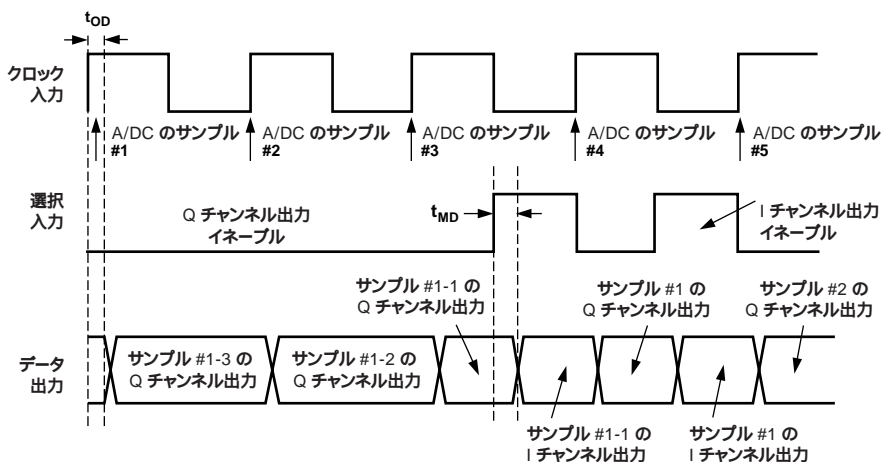 tOD
クロック
入力
A/DC のサンプル
#1
A/DC のサンプル
#2
A/DC のサンプル
#3
A/DC のサンプル
#4
A/DC のサンプル
#5
選択
入力
Q チャンネル出力
イネーブル
tMD
I チャンネル出力
イネーブル
サンプル #1-1 の
Q チャンネル出力
サンプル #1 の
Q チャンネル出力
サンプル #2 の
Q チャンネル出力
データ
出力
サンプル #1-3 の
Q チャンネル出力
サンプル #1-2 の
Q チャンネル出力
サンプル #1-1 の
I チャンネル出力
サンプル #1 の
I チャンネル出力